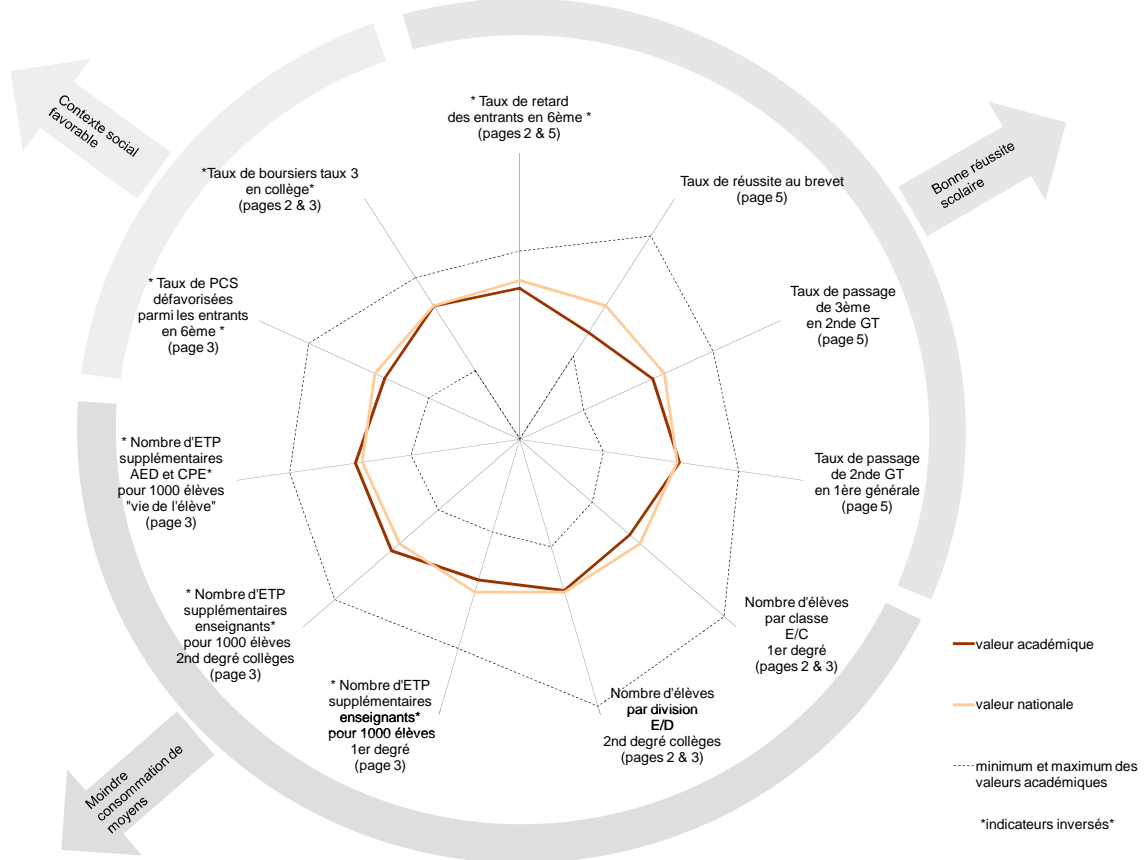 * Taux de retard
des entrants en 6ème *
(pages 2 & 5)
Contexte social
favorable
Bonne réussite
scolaire
*Taux de boursiers taux 3
en collège*
(pages 2 & 3)
Taux de réussite au brevet
(page 5)
* Taux de PCS
défavorisées
parmi les entrants
en 6ème *
(page 3)
Taux de passage
de 3ème
en 2nde GT
(page 5)
* Nombre d'ETP
supplémentaires
AED et CPE*
pour 1000 élèves
"vie de l'élève"
(page 3)
Taux de passage
de 2nde GT
en 1ère générale
(page 5)
* Nombre d'ETP
supplémentaires
enseignants*
pour 1000 élèves
2nd degré collèges
(page 3)
Nombre d'élèves
par classe
E/C
1er degré
(pages 2 & 3)
* Nombre d'ETP
supplémentaires
enseignants*
pour 1000 élèves
1er degré
(page 3)
Nombre d'élèves
par division
E/D
2nd degré collèges
(pages 2 & 3)
Moindre
consommation de
moyens
valeur académique
valeur nationale
minimum et maximum des
valeurs académiques
*indicateurs inversés*